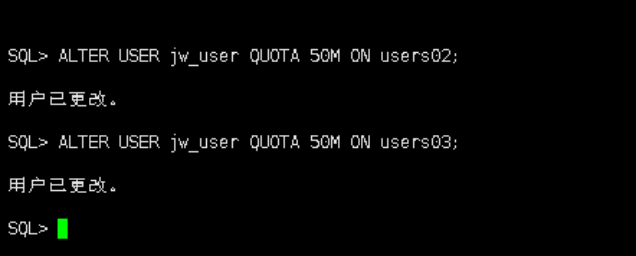 SQL> ALTER USER jw_user QUOTA 50M ON users02;
用户已更改。
SQL> ALTER USER jw_user QUOTA 50M ON users03;
用户已更改。
SQL>